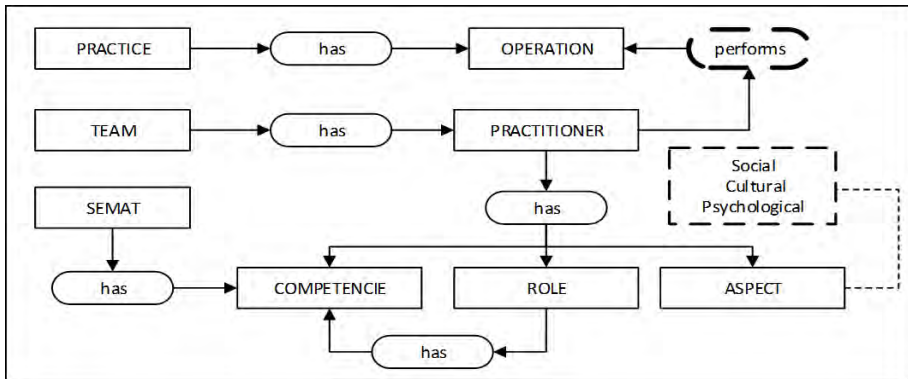 PRACTICE
has
OPERATION
performs
TEAM
has
PRACTITIONER
Social
Cultural
Psychological
SEMAT
has
has
COMPETENCIE
ROLE
ASPECT
has